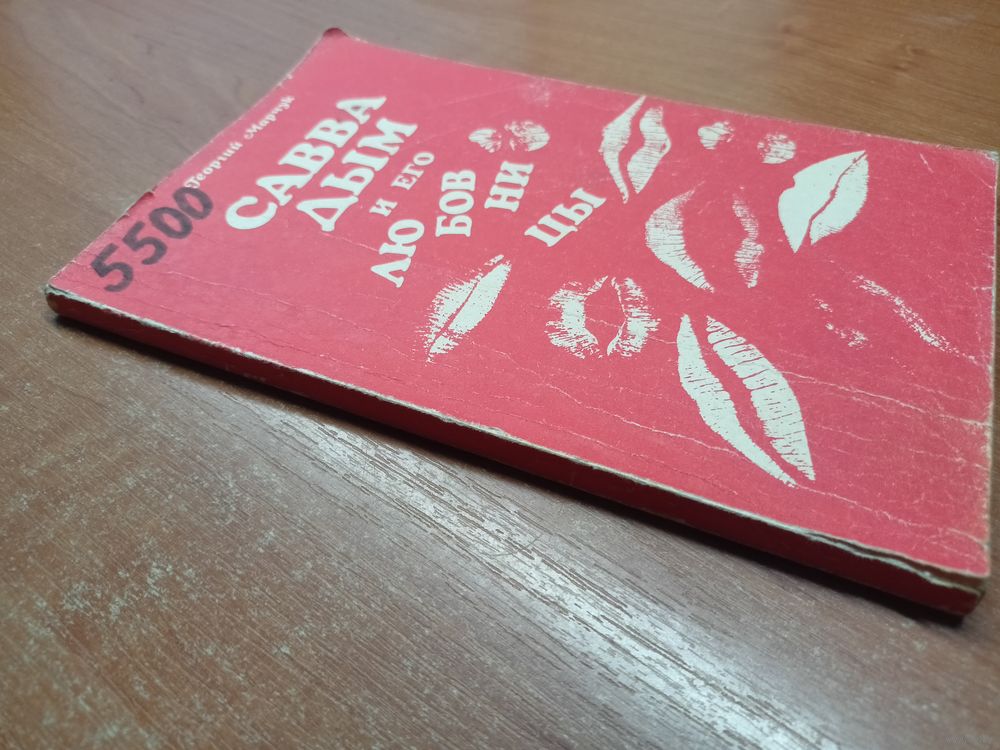 Георгий Марчук
5500
САВВА
ДЫМ
И ЕГО
ЛЮ
БОВ
НИ
ЦЫ